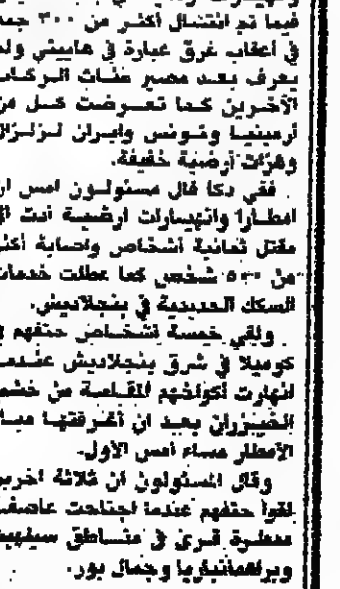 فيما تم انتشال أكثر من ٣٠٠ جثة
في أعقاب غرق عبارة في هاييتي ولم
يعرف بعد مصير مئات الركاب
الآخرين كما تعرضت كل من
أرمينيا وتونس وايران لزلزال
وهزات أرضية خفيفة.
ففي دكا قال مسئولون امس ان
امطارا وانهيارات ارضية ادت الى
مقتل ثمانية أشخاص واصابة أكثر
من ٥٠٠ شخص كما عطلت خدمات
السكك الحديدية في بنجلاديش.
ولقي خمسة أشخاص حتفهم في
كوميلا في شرق بنجلاديش عندما
انهارت أكواخهم المقامة من خشب
الخيزران بعد ان أغرقتها مياه
الأمطار مساء أمس الأول.
وقال المسئولون ان ثلاثة اخرين
لقوا حتفهم عندما اجتاحت عاصفة
ممطرة قرى في مناطق
وبراهمانباريا وجمال بور.